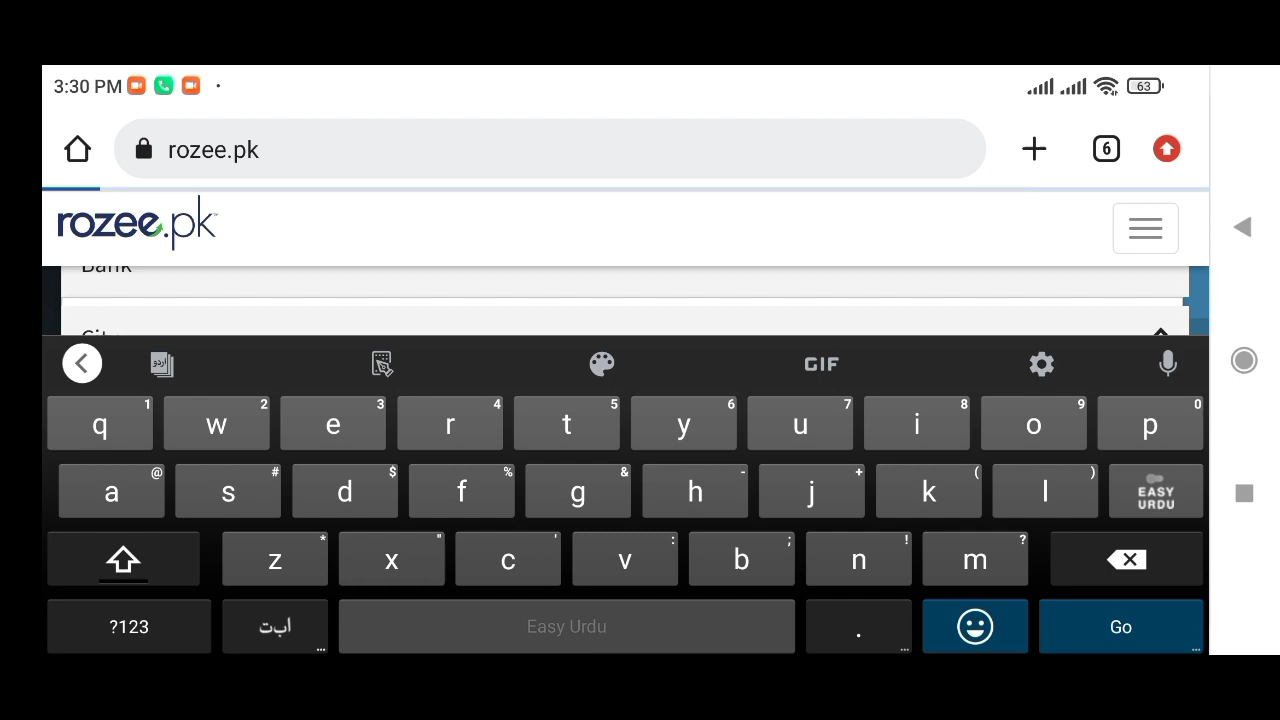 3:30 PM
63
rozee.pk
6
rozee.pk
Bank
City
اردو
GIF
q 1 w 2 e 3 r 4 t 5 y 6 u 7 i 8 o 9 p 0
a @ s # d $ f % g & h - j + k ( l ) EASY URDU
z * x " c ' v : b ; n ! m ?
?123 ا ب ت ... Easy Urdu . ... Go ...